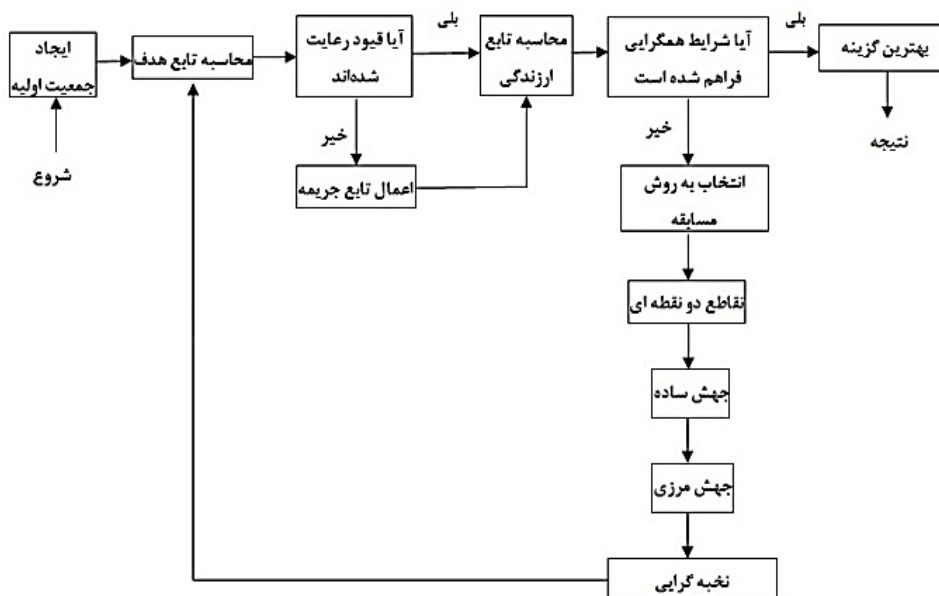 شروع
ایجاد
جمعیت اولیه
محاسبه تابع هدف
آیا قیود رعایت
شده‌اند
بلی
خیر
اعمال تابع جریمه
محاسبه تابع
ارزندگی
آیا شرایط همگرایی
فراهم شده است
بلی
بهترین گزینه
نتیجه
خیر
انتخاب به روش
مسابقه
تقاطع دو نقطه ای
جهش ساده
جهش مرزی
نخبه گرایی